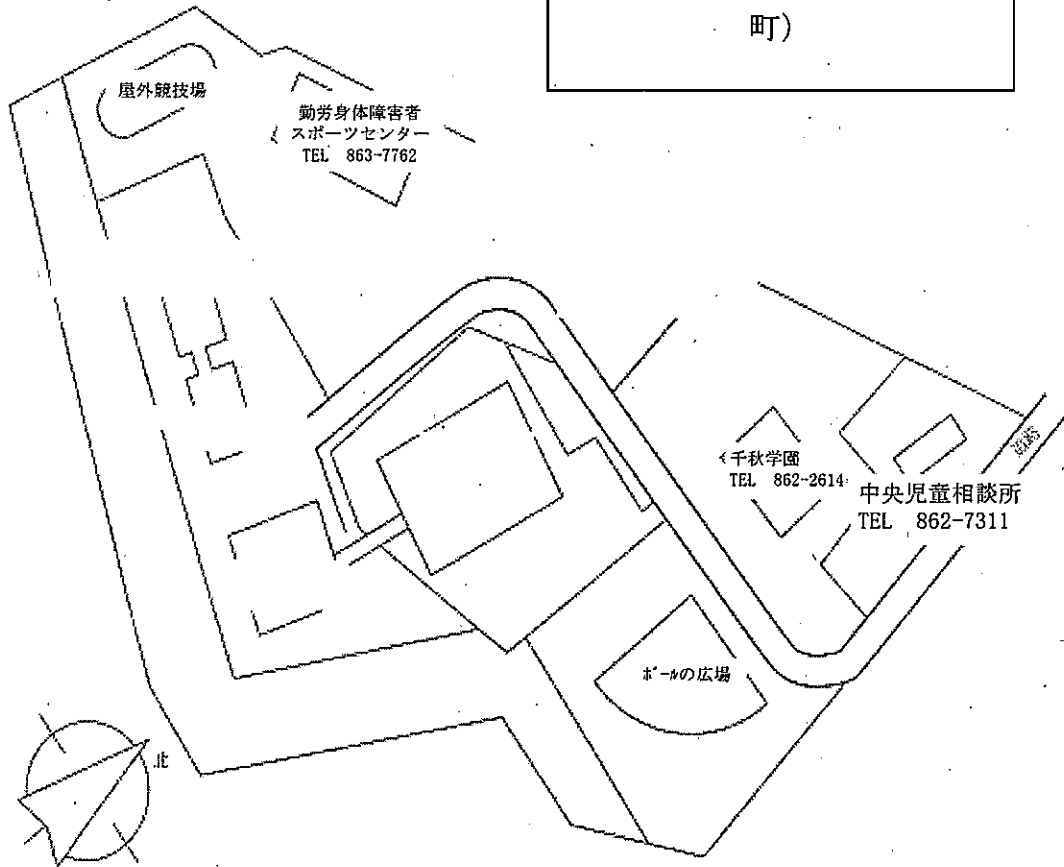 町)
屋外競技場
勤労身体障害者
スポーツセンター
TEL 863-7762
千秋学園
TEL 862-2614
道路
中央児童相談所
TEL 862-7311
ボールの広場
北